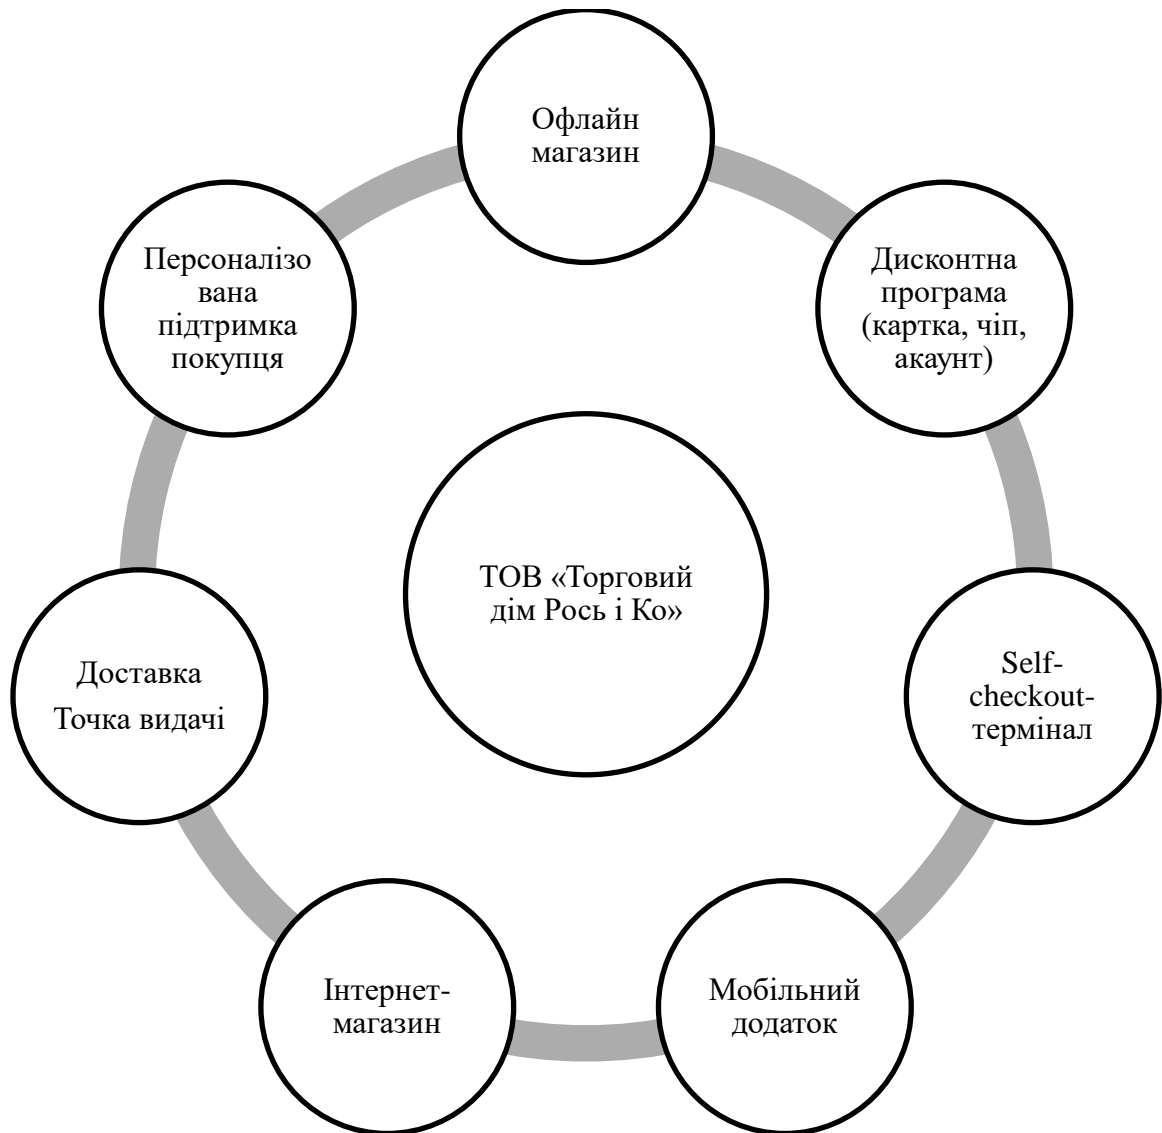 Офлайн
магазин
Дисконтна
програма
(картка, чіп,
акаунт)
Self-
checkout-
термінал
Мобільний
додаток
Інтернет-
магазин
Доставка
Точка видачі
Персоналізо
вана
підтримка
покупця
ТОВ «Торговий
дім Рось і Ко»